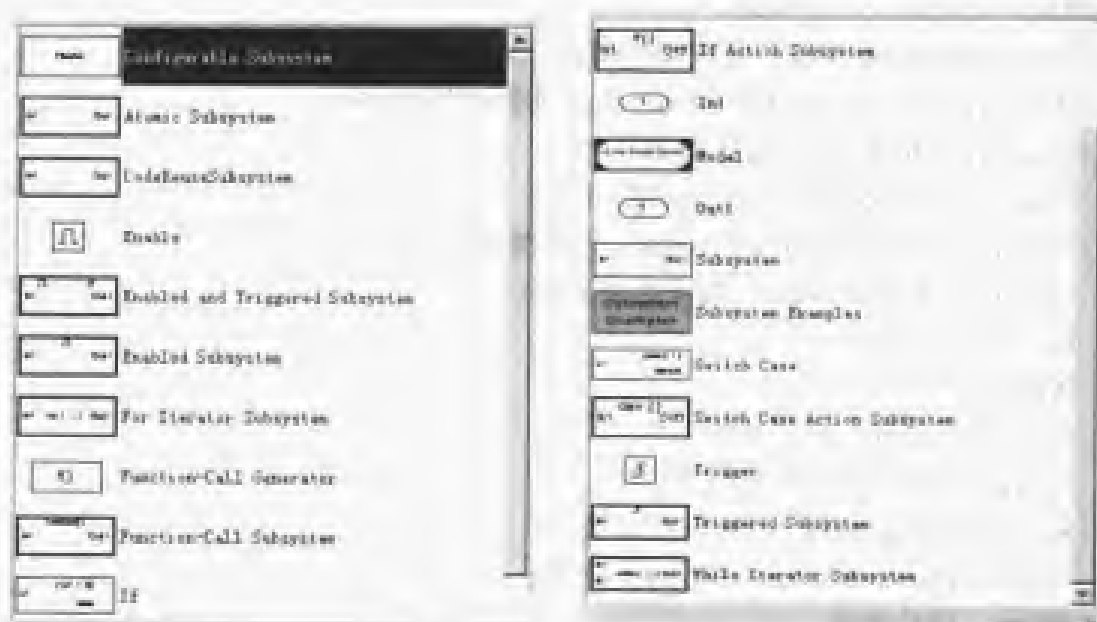 Configurable Subsystem
Atomic Subsystem
CodeReuseSubsystem
Enable
Enabled and Triggered Subsystem
Enabled Subsystem
For Iterator Subsystem
Function-Call Generator
Function-Call Subsystem
If
If Action Subsystem
In1
Model
Out1
Subsystem
Subsystem Examples
Switch Case
Switch Case Action Subsystem
Trigger
Triggered Subsystem
While Iterator Subsystem